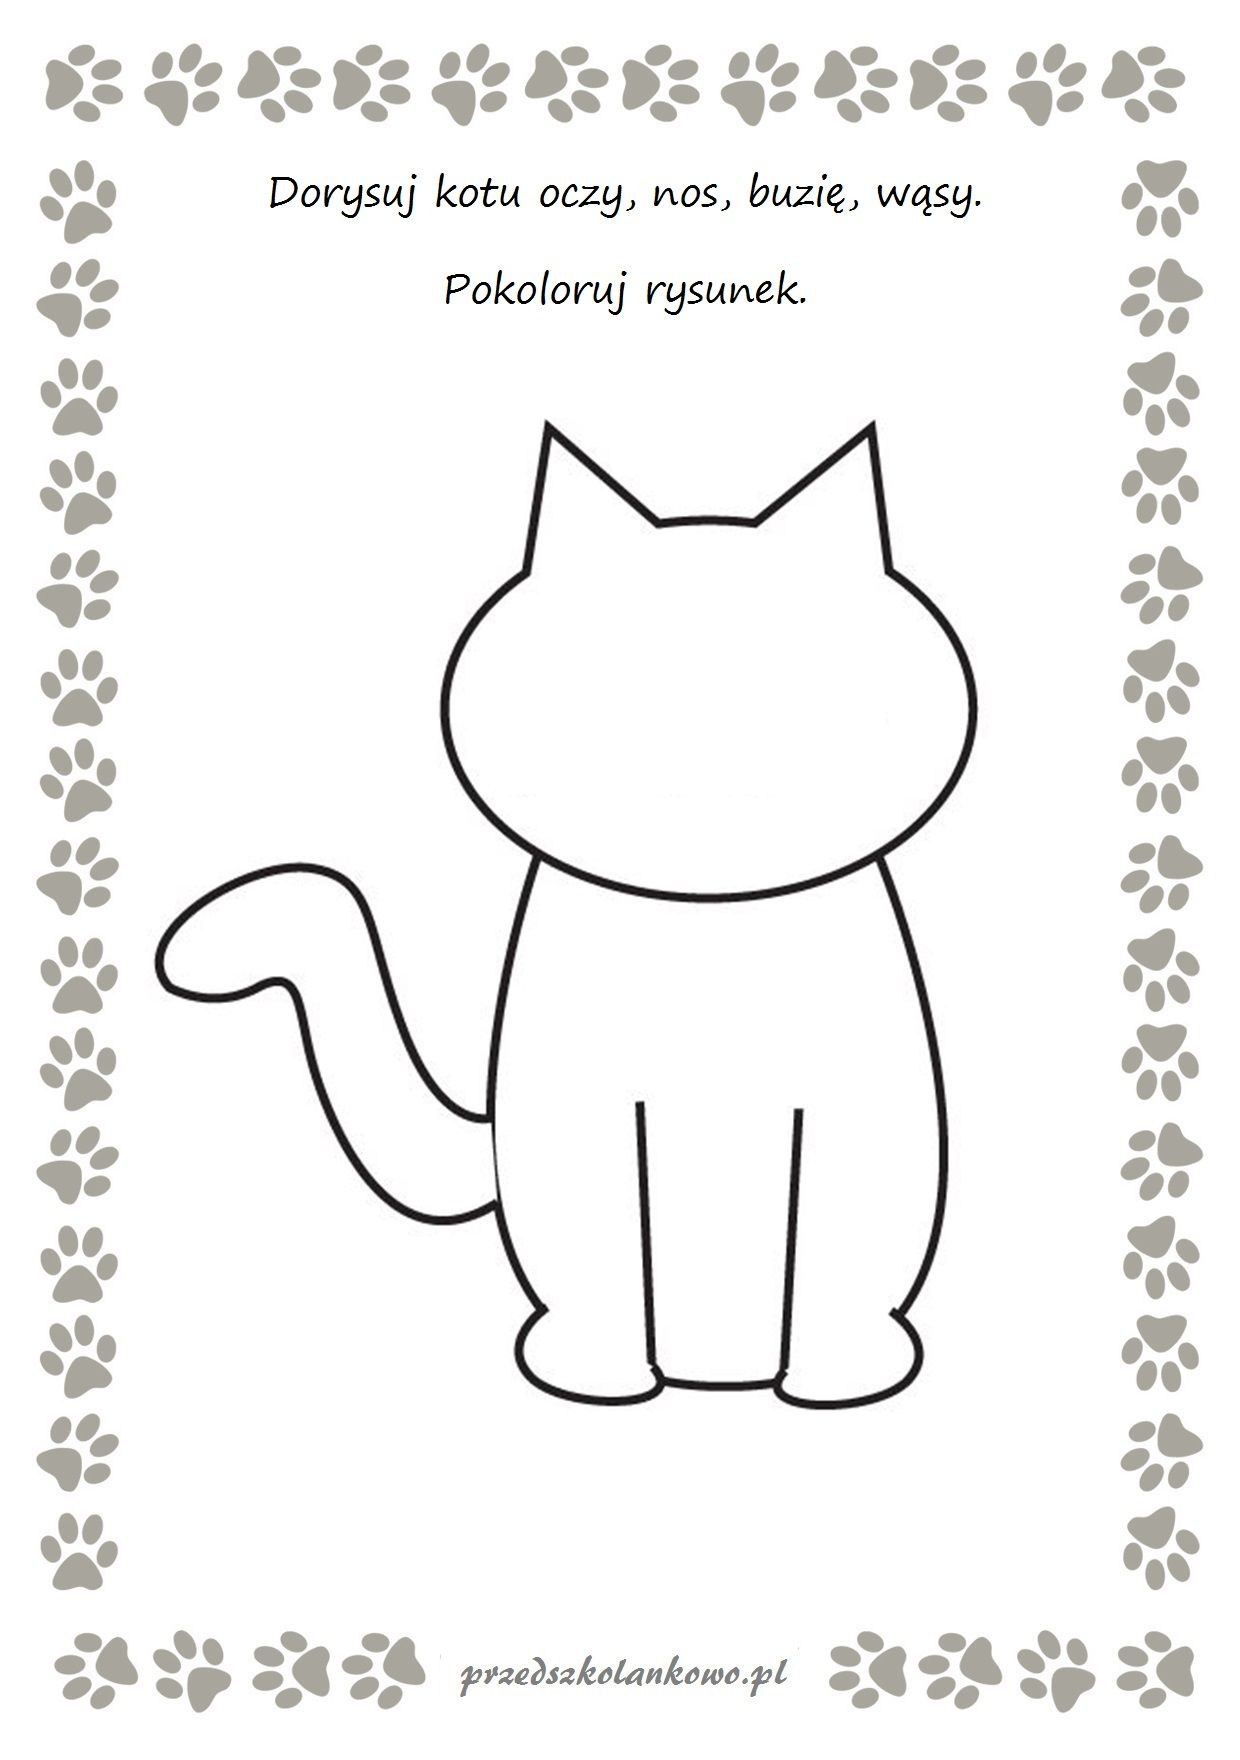 Dorysuj kotu oczy, nos, buzię, wąsy.
Pokoloruj rysunek.
przedszkolankowo.pl